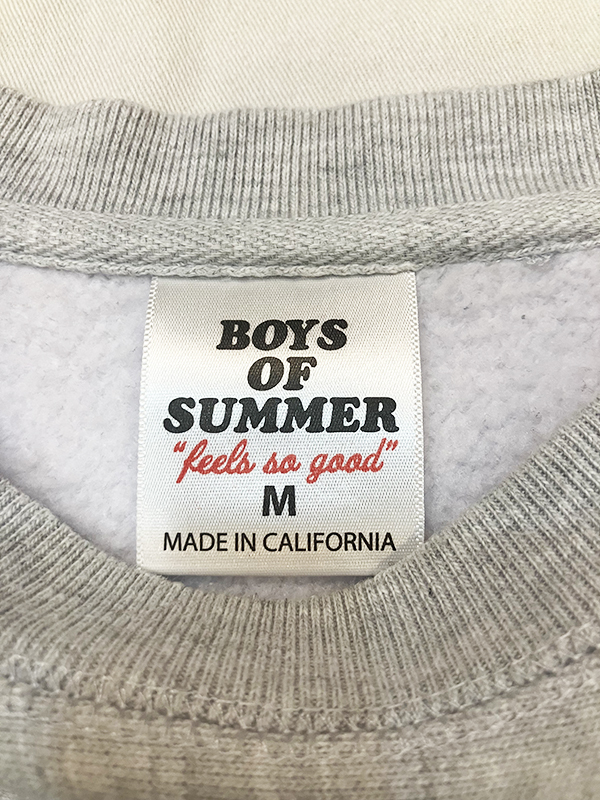 BOYS
OF
SUMMER
"feels so good"
M
MADE IN CALIFORNIA